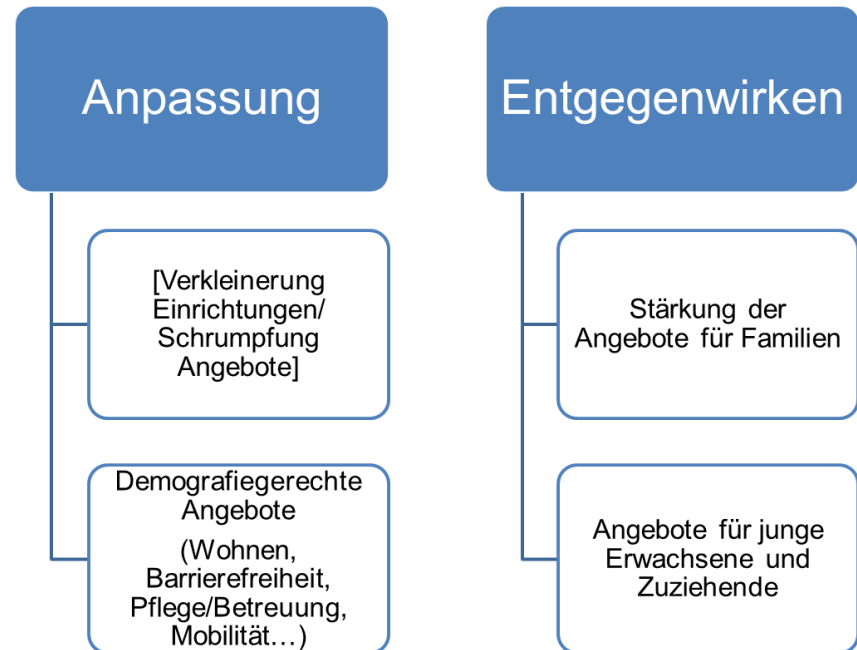 Anpassung
[Verkleinerung
Einrichtungen/
Schrumpfung
Angebote]
Demografiegerechte
Angebote
(Wohnen,
Barrierefreiheit,
Pflege/Betreuung,
Mobilität…)
Entgegenwirken
Stärkung der
Angebote für Familien
Angebote für junge
Erwachsene und
Zuziehende